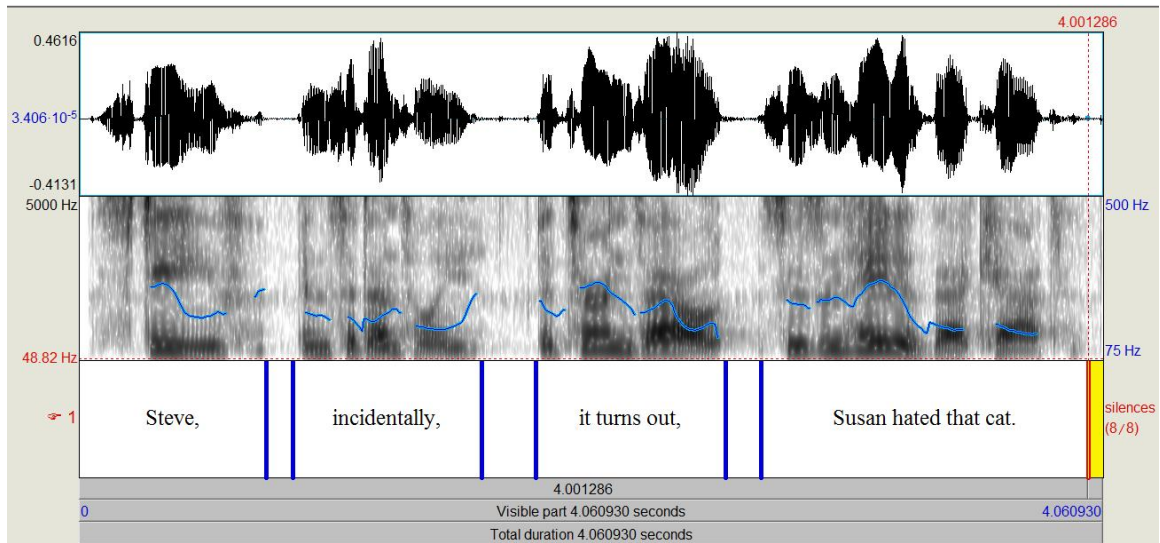 4.001286
0.4616
3.406·10⁻⁵
-0.4131
5000 Hz
500 Hz
48.82 Hz
75 Hz
☞ 1
Steve,
incidentally,
it turns out,
Susan hated that cat.
silences
(8/8)
4.001286
0
Visible part 4.060930 seconds
4.060930
Total duration 4.060930 seconds